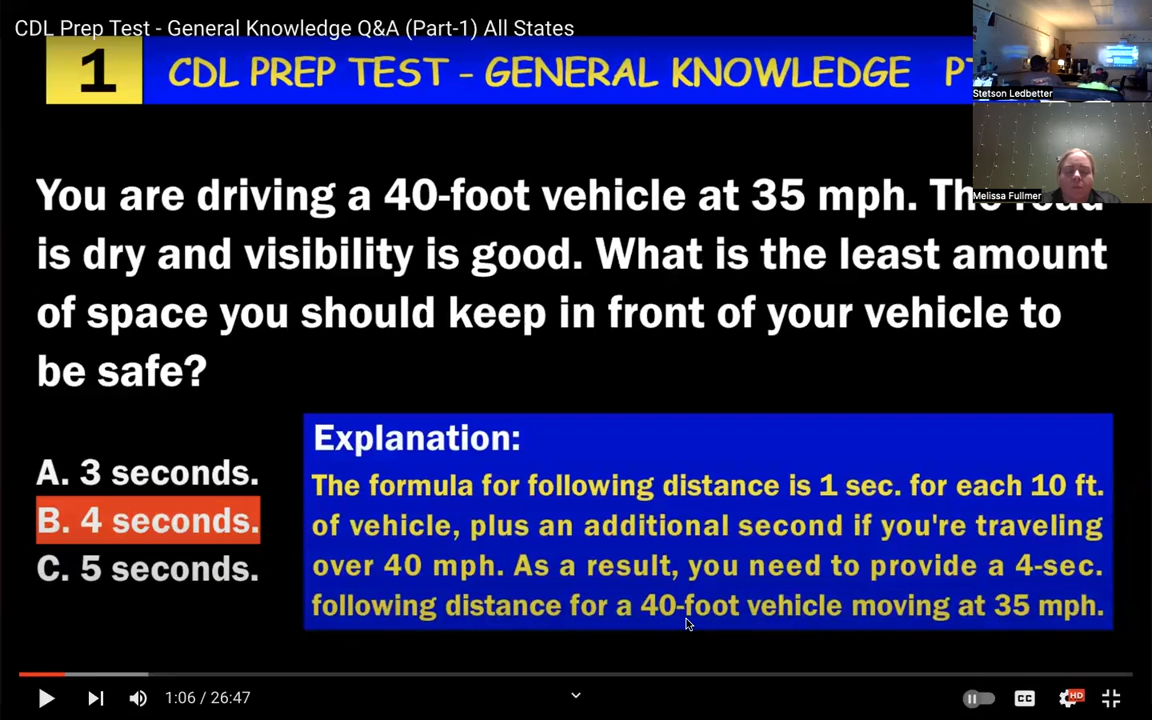 CDL Prep Test - General Knowledge Q&A (Part-1) All States
1 CDL PREP TEST - GENERAL KNOWLEDGE
Stetson Ledbetter
Melissa Fullmer
You are driving a 40-foot vehicle at 35 mph. The road
is dry and visibility is good. What is the least amount
of space you should keep in front of your vehicle to
be safe?
A. 3 seconds.
B. 4 seconds.
C. 5 seconds.
Explanation:
The formula for following distance is 1 sec. for each 10 ft.
of vehicle, plus an additional second if you're traveling
over 40 mph. As a result, you need to provide a 4-sec.
following distance for a 40-foot vehicle moving at 35 mph.
1:06 / 26:47
CC
HD